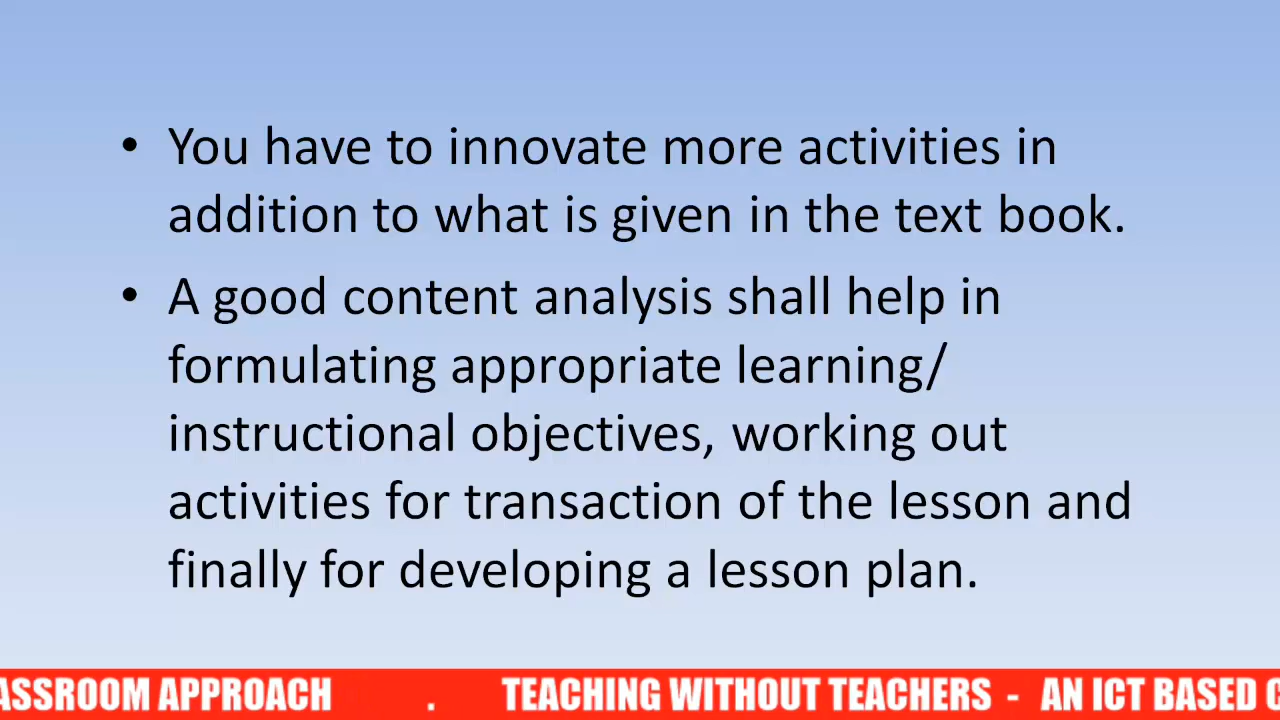 • You have to innovate more activities in
addition to what is given in the text book.
• A good content analysis shall help in
formulating appropriate learning/
instructional objectives, working out
activities for transaction of the lesson and
finally for developing a lesson plan.
ASSROOM APPROACH . TEACHING WITHOUT TEACHERS - AN ICT BASED C